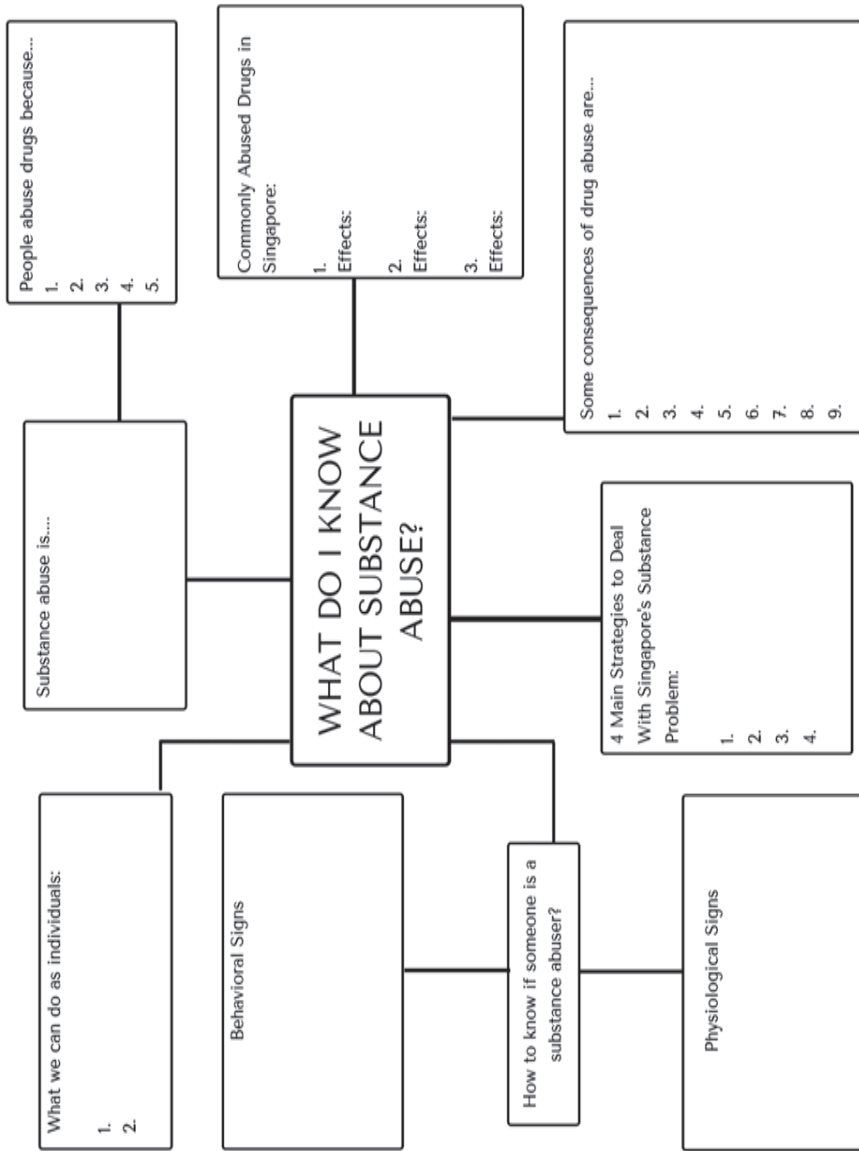 What we can do as individuals:
1.
2.
Substance abuse is....
People abuse drugs because...
1.
2.
3.
4.
5.
Behavioral Signs
WHAT DO I KNOW
ABOUT SUBSTANCE
ABUSE?
Commonly Abused Drugs in
Singapore:
1.
Effects:
2.
Effects:
3.
Effects:
How to know if someone is a
substance abuser?
Physiological Signs
4 Main Strategies to Deal
With Singapore's Substance
Problem:
1.
2.
3.
4.
Some consequences of drug abuse are...
1.
2.
3.
4.
5.
6.
7.
8.
9.